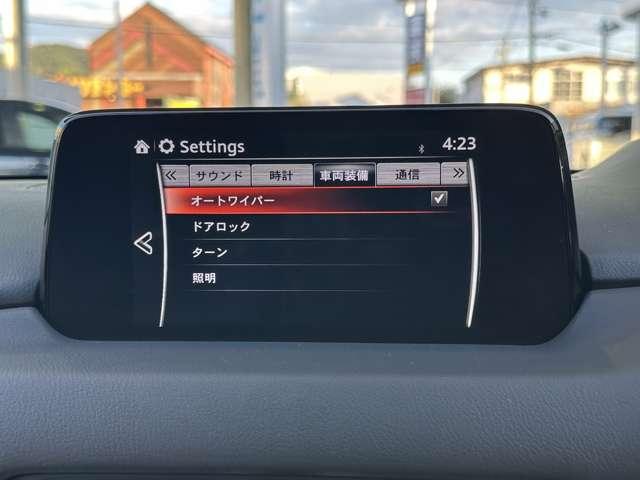 Settings 4:23
サウンド 時計 車両装備 通信
オートワイパー
ドアロック
ターン
照明